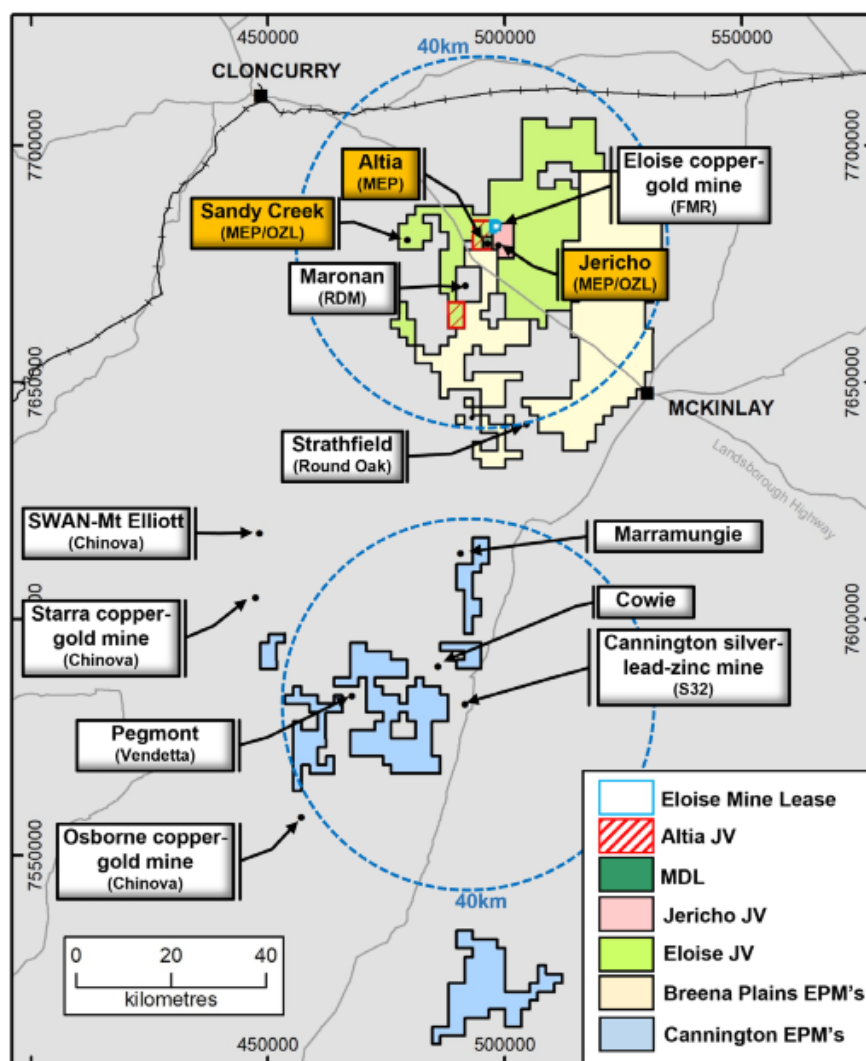 450000
500000
550000
40km
CLONCURRY
7700000
7700000
Altia
(MEP)
Eloise copper-
gold mine
(FMR)
Sandy Creek
(MEP/OZL)
Jericho
(MEP/OZL)
Maronan
(RDM)
7650000
7650000
MCKINLAY
Strathfield
(Round Oak)
Landsborough Highway
SWAN-Mt Elliott
(Chinova)
Marramungie
7600000
7600000
Starra copper-
gold mine
(Chinova)
Cowie
Cannington silver-
lead-zinc mine
(S32)
Pegmont
(Vendetta)
Osborne copper-
gold mine
(Chinova)
7550000
40km
0
20
40
kilometres
Eloise Mine Lease
Altia JV
MDL
Jericho JV
Eloise JV
Breena Plains EPM's
Cannington EPM's
450000
500000